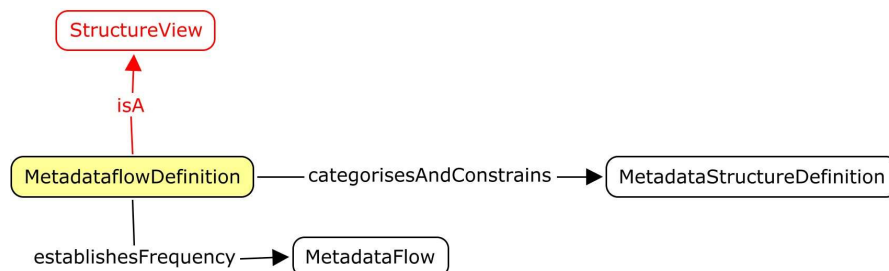 StructureView
isA
MetadataflowDefinition
categorisesAndConstrains
MetadataStructureDefinition
establishesFrequency
MetadataFlow